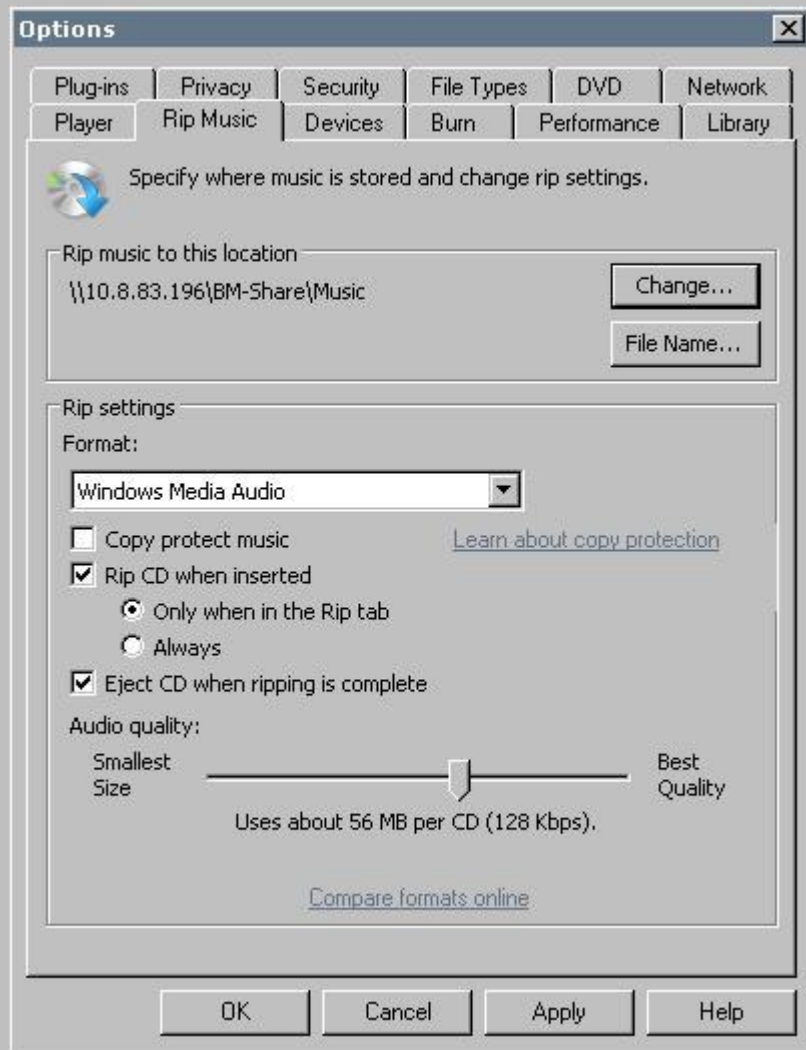 Options
Plug-ins Privacy Security File Types DVD Network
Player Rip Music Devices Burn Performance Library
Specify where music is stored and change rip settings.
Rip music to this location
\\10.8.83.196\BM-Share\Music
Change...
File Name...
Rip settings
Format:
Windows Media Audio
Copy protect music Learn about copy protection
Rip CD when inserted
Only when in the Rip tab
Always
Eject CD when ripping is complete
Audio quality:
Smallest Size
Best Quality
Uses about 56 MB per CD (128 Kbps).
Compare formats online
OK Cancel Apply Help